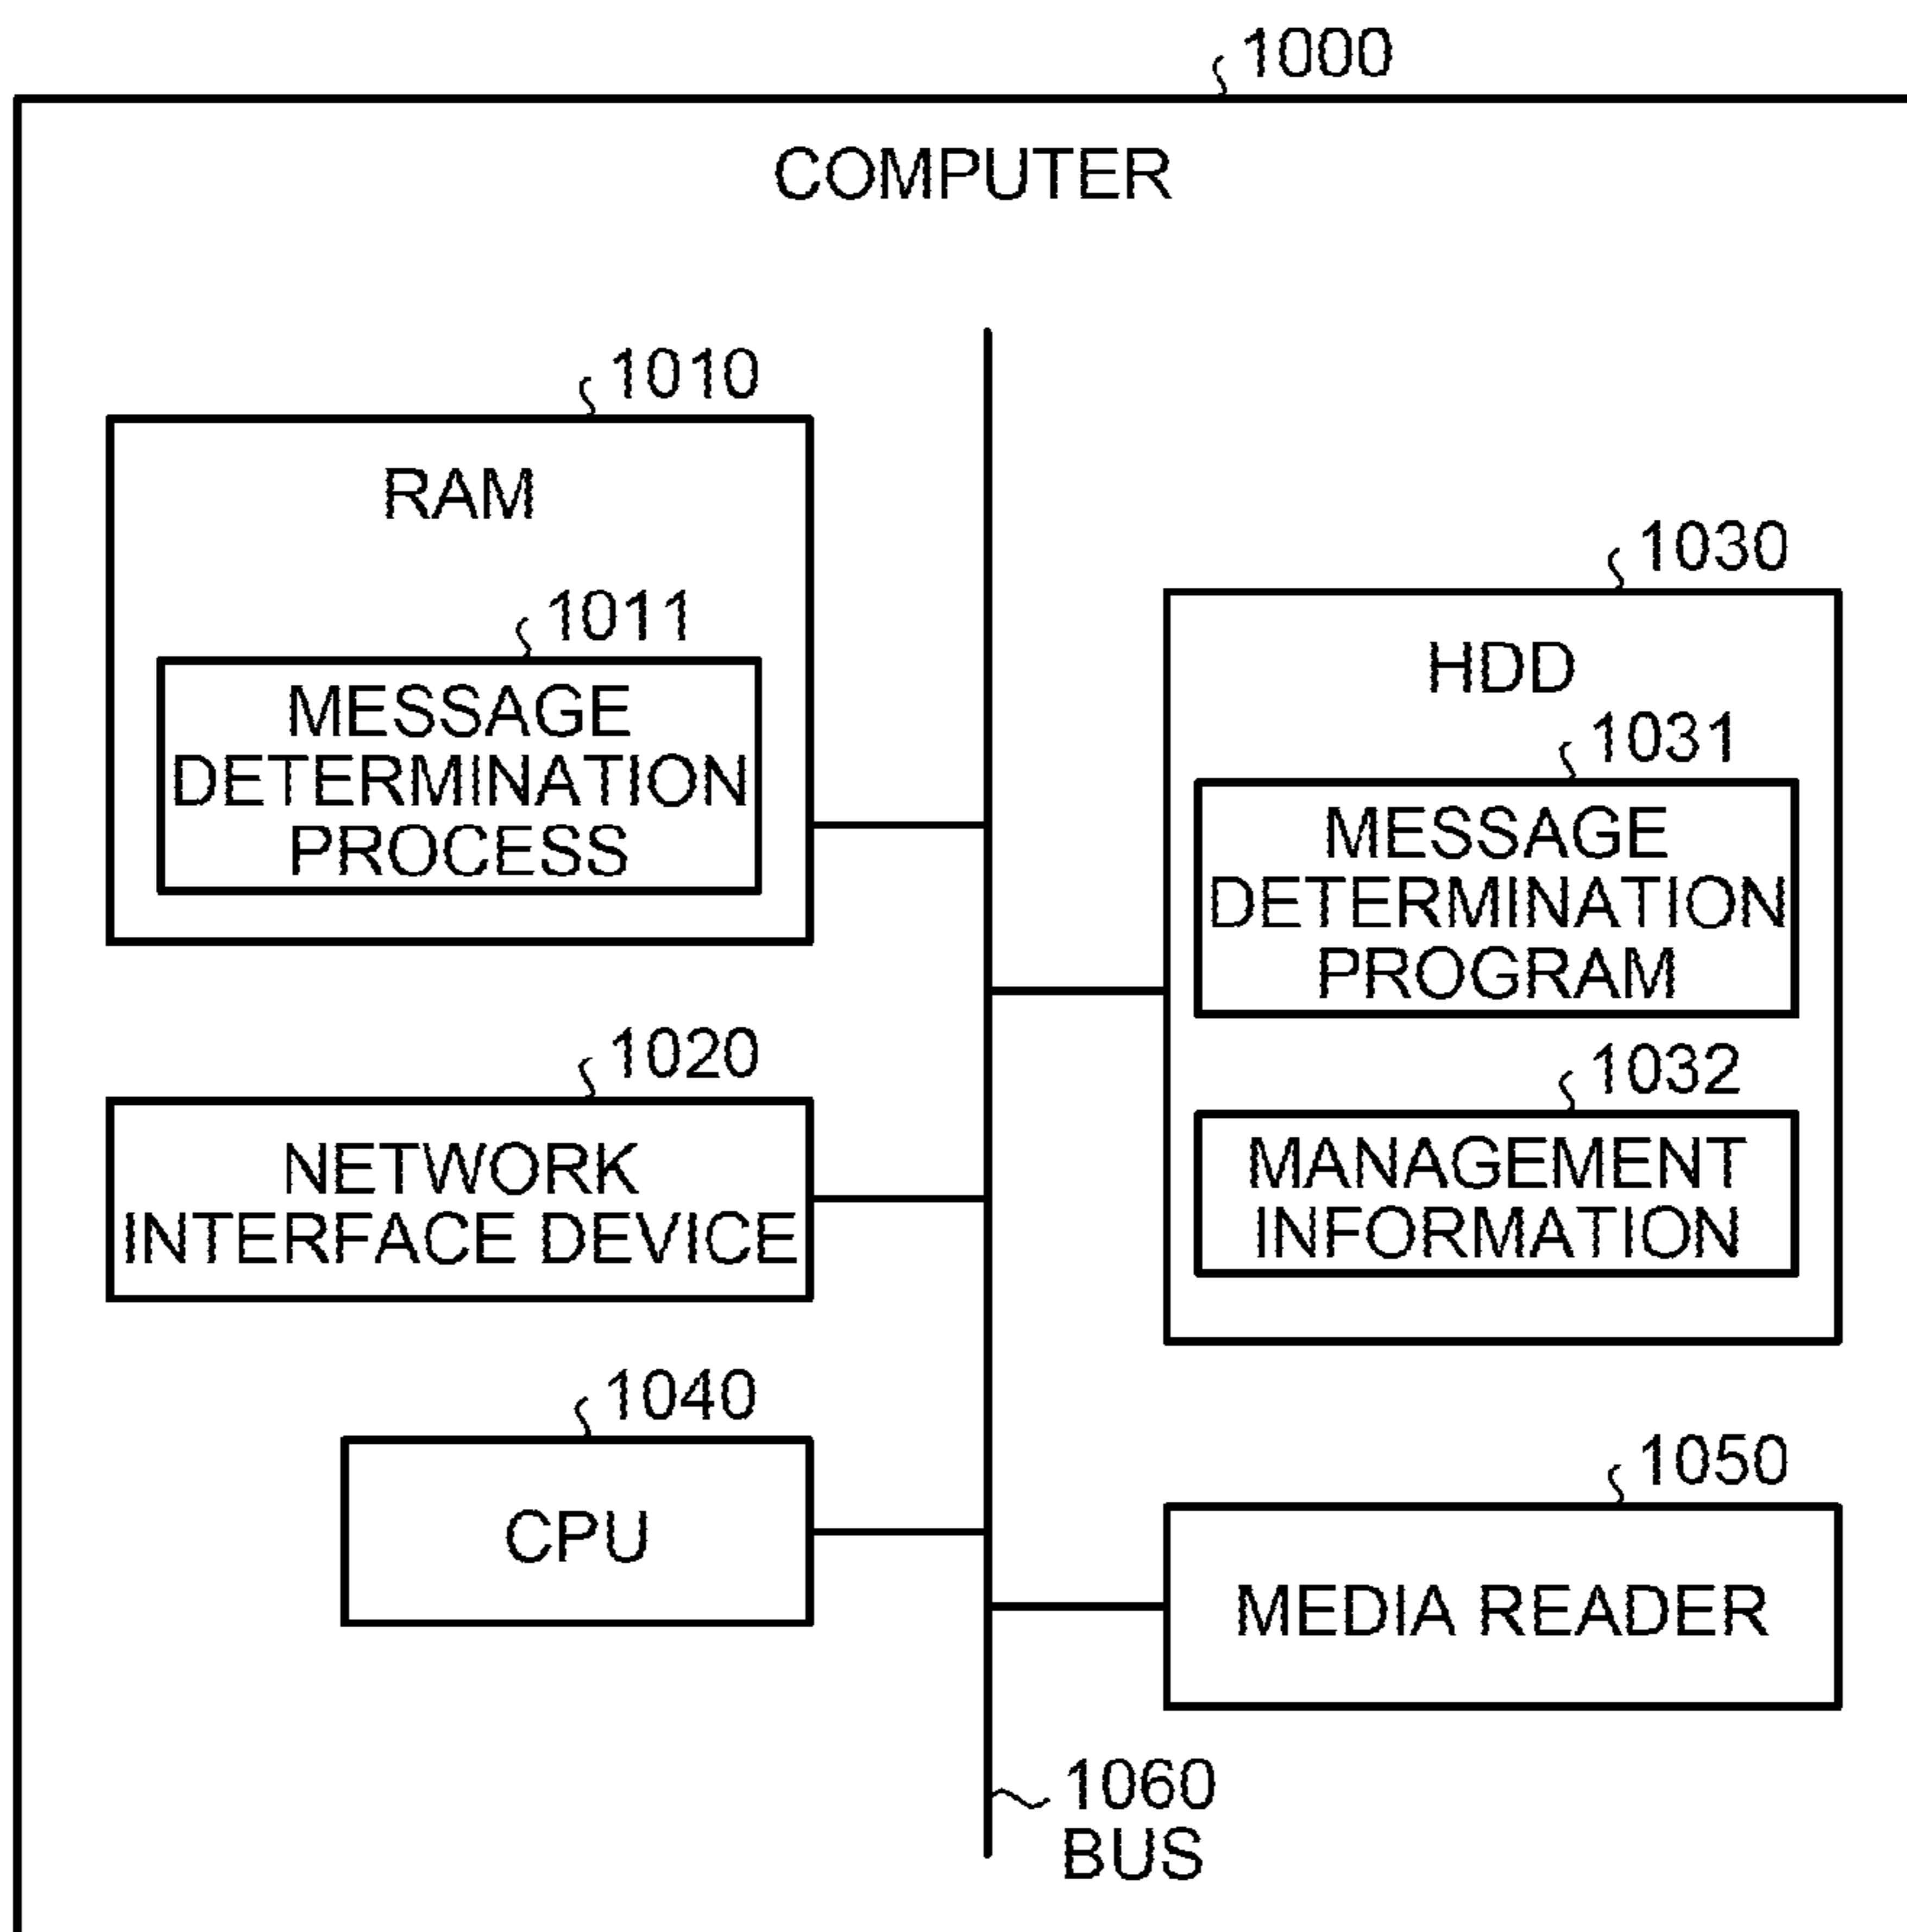 1000
COMPUTER
1010
RAM
1011
MESSAGE
DETERMINATION
PROCESS
1030
HDD
1031
MESSAGE
DETERMINATION
PROGRAM
1032
MANAGEMENT
INFORMATION
1020
NETWORK
INTERFACE DEVICE
1040
CPU
1050
MEDIA READER
1060
BUS